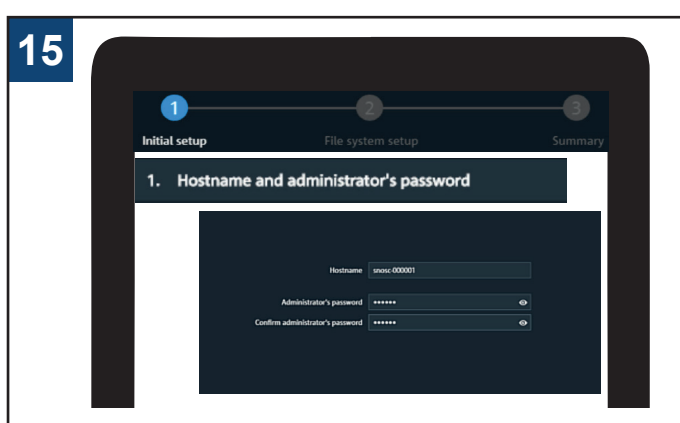 15
1 2 3
Initial setup File system setup Summary
1. Hostname and administrator's password
Hostname snosc-000001
Administrator's password ••••••
Confirm administrator's password ••••••